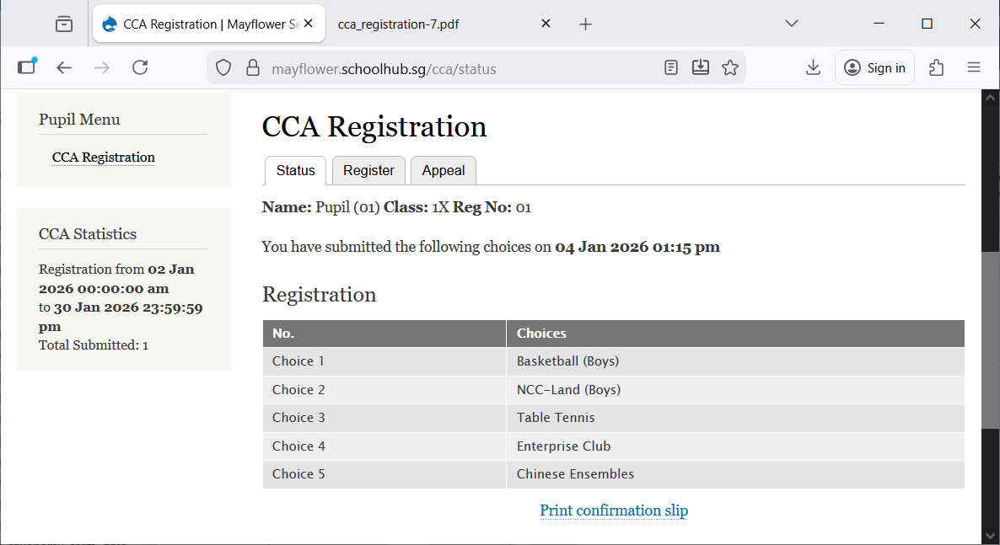 CCA Registration | Mayflower Se
cca_registration-7.pdf
mayflower.schoolhub.sg/cca/status
Sign in
Pupil Menu
CCA Registration
CCA Statistics
Registration from 02 Jan
2026 00:00:00 am
to 30 Jan 2026 23:59:59
pm
Total Submitted: 1
CCA Registration
Status Register Appeal
Name: Pupil (01) Class: 1X Reg No: 01
You have submitted the following choices on 04 Jan 2026 01:15 pm
Registration
No. Choices
Choice 1 Basketball (Boys)
Choice 2 NCC-Land (Boys)
Choice 3 Table Tennis
Choice 4 Enterprise Club
Choice 5 Chinese Ensembles
Print confirmation slip